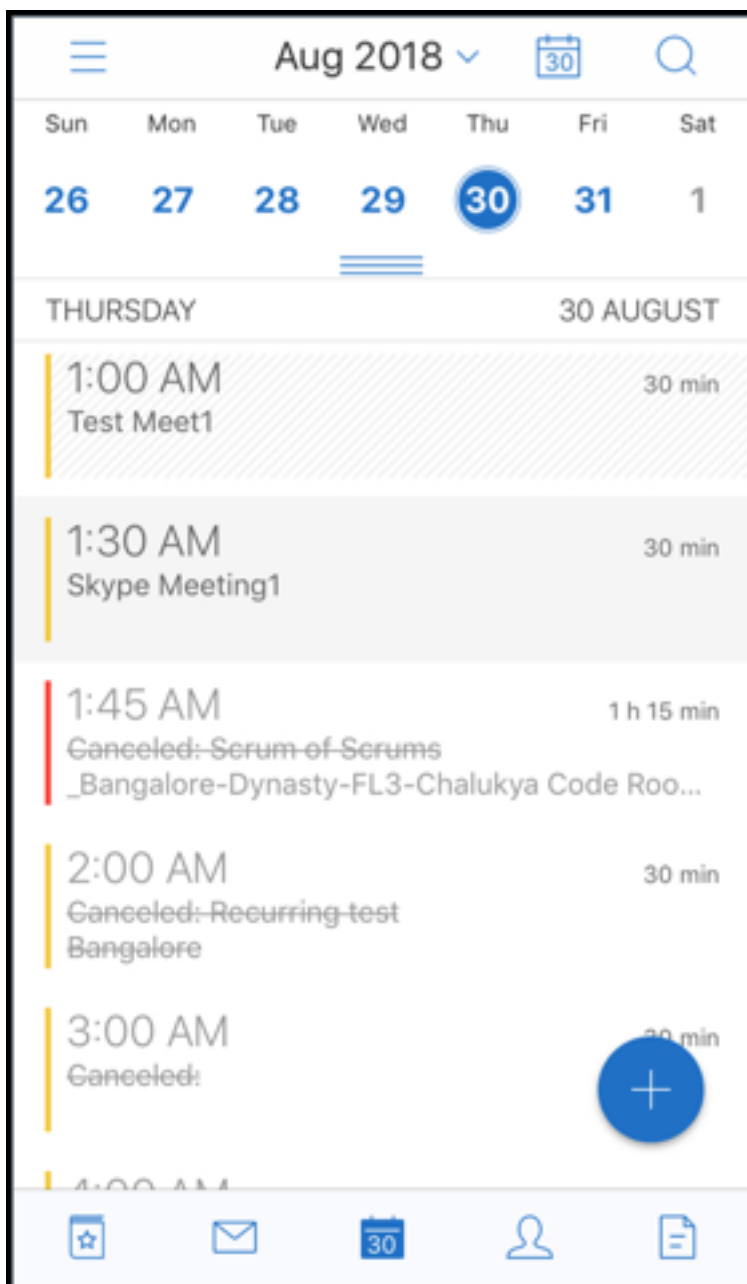 Aug 2018 30
Sun Mon Tue Wed Thu Fri Sat
26 27 28 29 30 31 1
THURSDAY 30 AUGUST
1:00 AM 30 min
Test Meet1
1:30 AM 30 min
Skype Meeting1
1:45 AM 1 h 15 min
Canceled: Scrum of Scrums
_Bangalore-Dynasty-FL3-Chalukya Code Roo...
2:00 AM 30 min
Canceled: Recurring test
Bangalore
3:00 AM min
Canceled:
30